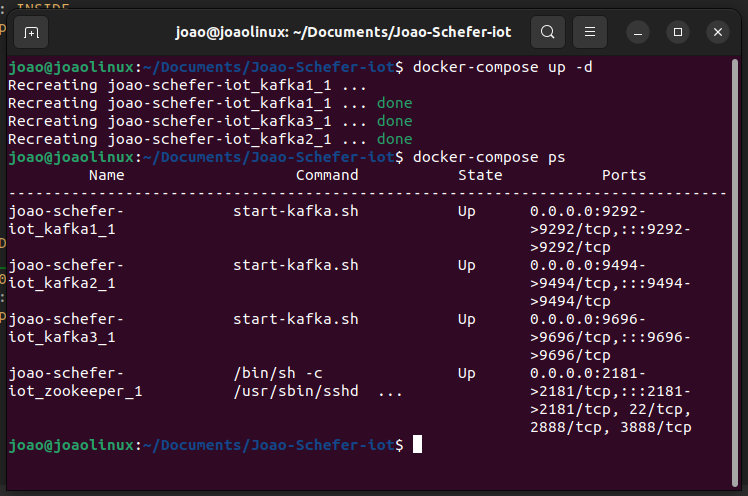 : INSIDE
joao@joaolinux: ~/Documents/Joao-Schefer-iot
joao@joaolinux:~/Documents/Joao-Schefer-iot$ docker-compose up -d
Recreating joao-schefer-iot_kafka1_1 ...
Recreating joao-schefer-iot_kafka1_1 ... done
Recreating joao-schefer-iot_kafka3_1 ... done
Recreating joao-schefer-iot_kafka2_1 ... done
joao@joaolinux:~/Documents/Joao-Schefer-iot$ docker-compose ps
Name Command State Ports
--------------------------------------------------------------------------------
joao-schefer- start-kafka.sh Up 0.0.0.0:9292-
iot_kafka1_1 >9292/tcp,:::9292-
>9292/tcp
joao-schefer- start-kafka.sh Up 0.0.0.0:9494-
iot_kafka2_1 >9494/tcp,:::9494-
>9494/tcp
joao-schefer- start-kafka.sh Up 0.0.0.0:9696-
iot_kafka3_1 >9696/tcp,:::9696-
>9696/tcp
joao-schefer- /bin/sh -c Up 0.0.0.0:2181-
iot_zookeeper_1 /usr/sbin/sshd ... >2181/tcp,:::2181-
>2181/tcp, 22/tcp,
2888/tcp, 3888/tcp
joao@joaolinux:~/Documents/Joao-Schefer-iot$